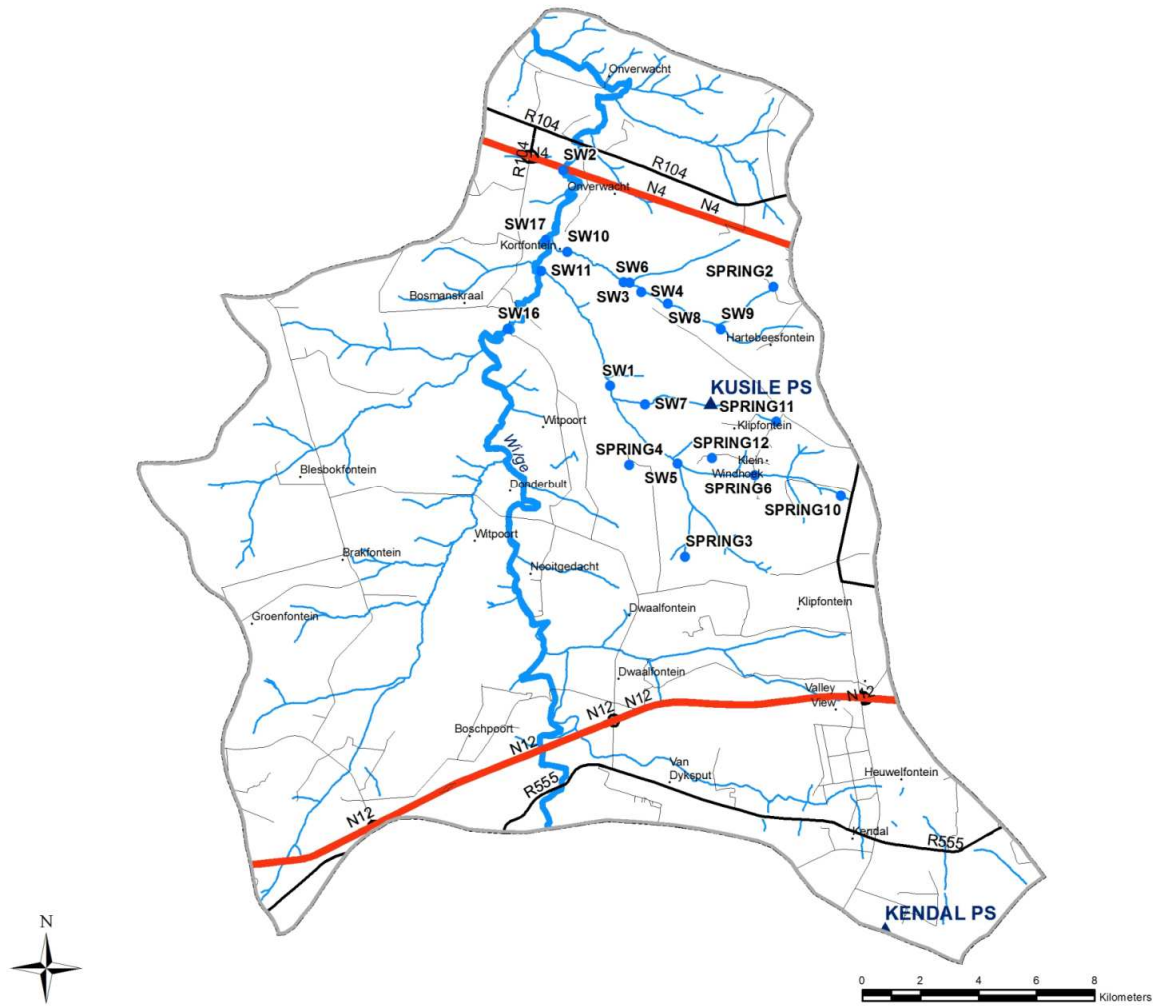 Onverwacht
R104
R104
N4
SW2
R104
Onverwacht
N4
N4
SW17
Kortfontein
SW10
SW11
SW6
SPRING2
SW3
SW4
Bosmanskraal
SW8
SW9
SW16
Hartebeesfontein
SW1
KUSILE PS
SW7
SPRING11
Witpoort
Klipfontein
Wilge
SPRING4
SPRING12
Klein
Windhoek
Blesbokfontein
SW5
SPRING6
Donderbult
SPRING10
Witpoort
SPRING3
Brakfontein
Nooitgedacht
Klipfontein
Groenfontein
Dwaalfontein
Dwaalfontein
Valley
View
N12
N12
N12
Boschpoort
N12
Van
Dyksput
Heuwelfontein
R555
N12
Kendal
R555
KENDAL PS
N
0 2 4 6 8
Kilometers